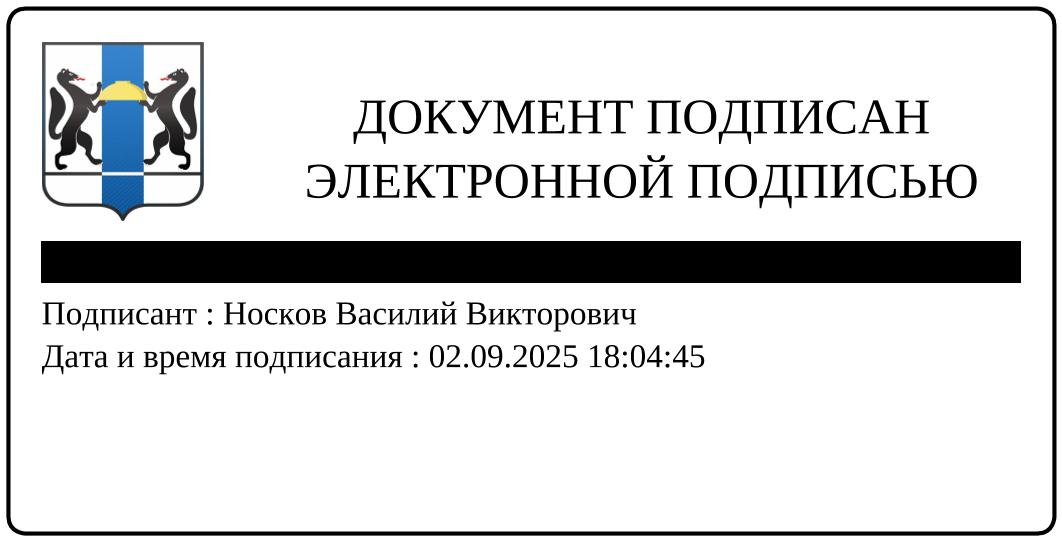 ДОКУМЕНТ ПОДПИСАН
ЭЛЕКТРОННОЙ ПОДПИСЬЮ
Подписант : Носков Василий Викторович
Дата и время подписания : 02.09.2025 18:04:45